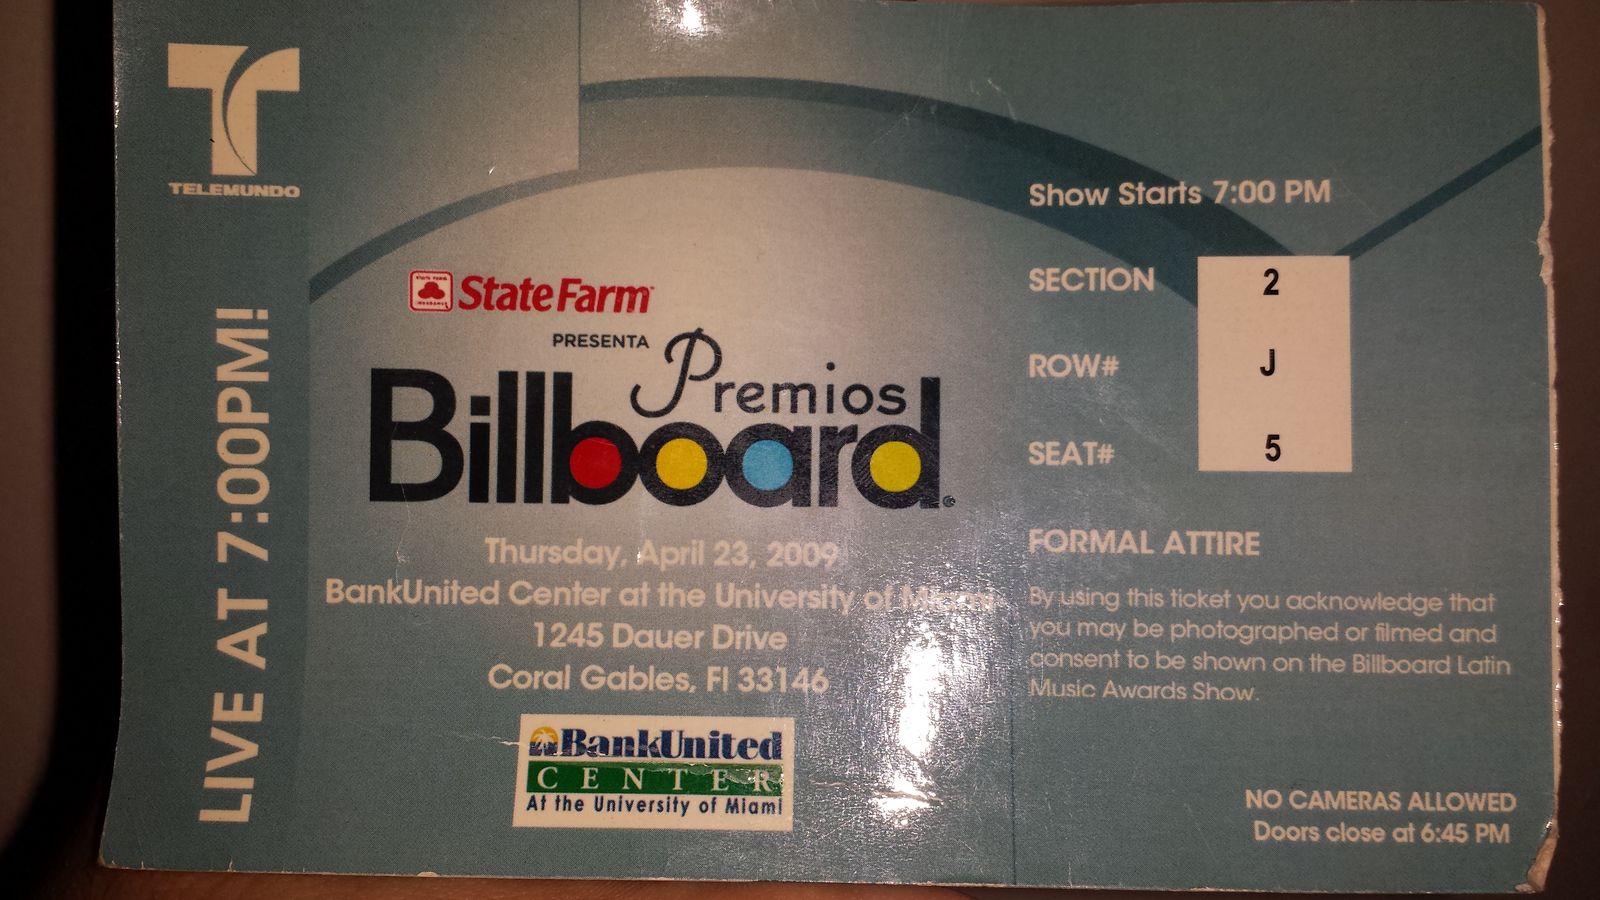 TELEMUNDO
LIVE AT 7:00PM!
State Farm
PRESENTA
Premios
Billboard
Thursday, April 23, 2009
BankUnited Center at the University of Miami
1245 Dauer Drive
Coral Gables, Fl 33146
BankUnited
CENTER
At the University of Miami
Show Starts 7:00 PM
SECTION 2
ROW# J
SEAT# 5
FORMAL ATTIRE
By using this ticket you acknowledge that
you may be photographed or filmed and
consent to be shown on the Billboard Latin
Music Awards Show.
NO CAMERAS ALLOWED
Doors close at 6:45 PM